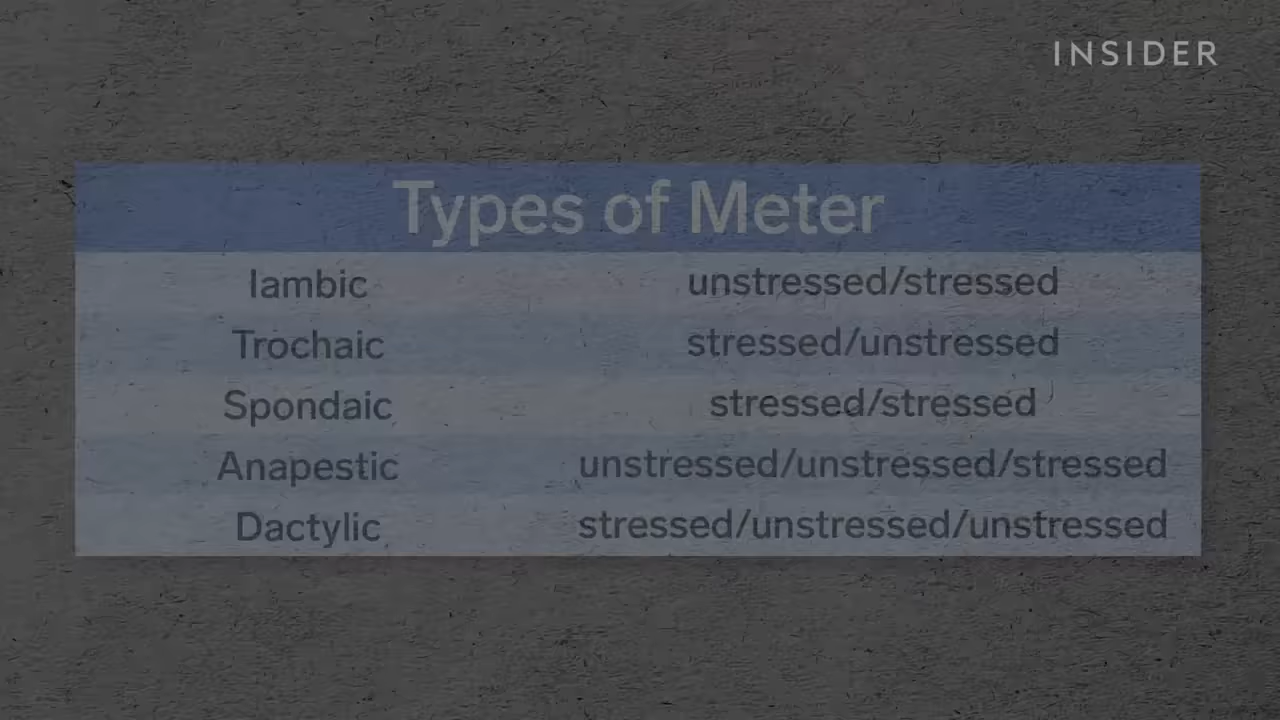 INSIDER
Types of Meter
Iambic unstressed/stressed
Trochaic stressed/unstressed
Spondaic stressed/stressed
Anapestic unstressed/unstressed/stressed
Dactylic stressed/unstressed/unstressed